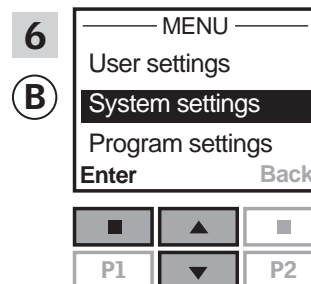 6
B
MENU
User settings
System settings
Program settings
Enter Back
P1 P2